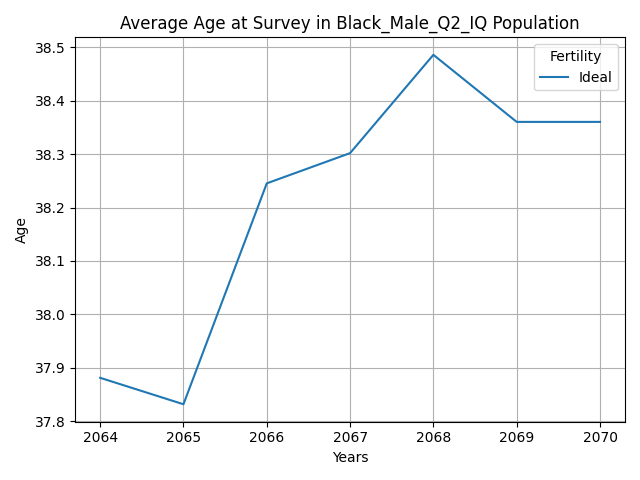 Average Age at Survey in Black_Male_Q2_IQ Population
Fertility
Ideal
38.5
38.4
38.3
38.2
38.1
38.0
37.9
37.8
Age
2064 2065 2066 2067 2068 2069 2070
Years